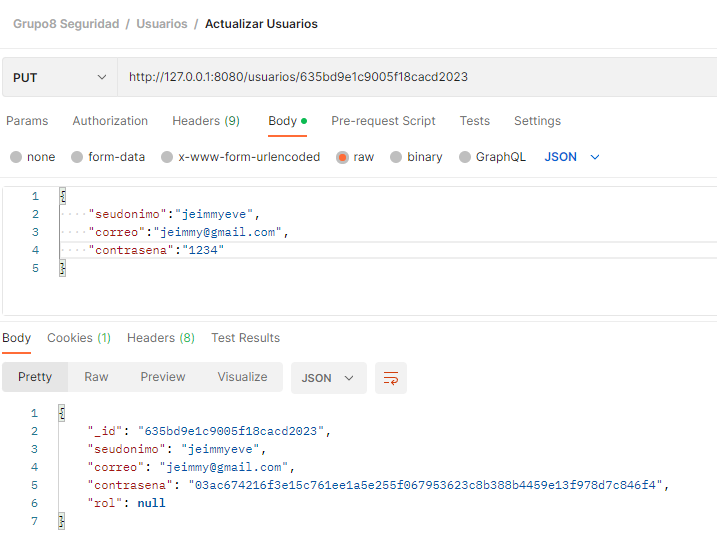 Grupo8 Seguridad / Usuarios / Actualizar Usuarios
PUT http://127.0.0.1:8080/usuarios/635bd9e1c9005f18cacd2023
Params Authorization Headers (9) Body Pre-request Script Tests Settings
none form-data x-www-form-urlencoded raw binary GraphQL JSON
1 {
2 "seudonimo":"jeimmyeve",
3 "correo":"jeimmy@gmail.com",
4 "contrasena":"1234"
5 }
Body Cookies (1) Headers (8) Test Results
Pretty Raw Preview Visualize JSON
1 {
2 "_id": "635bd9e1c9005f18cacd2023",
3 "seudonimo": "jeimmyeve",
4 "correo": "jeimmy@gmail.com",
5 "contrasena": "03ac674216f3e15c761ee1a5e255f067953623c8b388b4459e13f978d7c846f4",
6 "rol": null
7 }